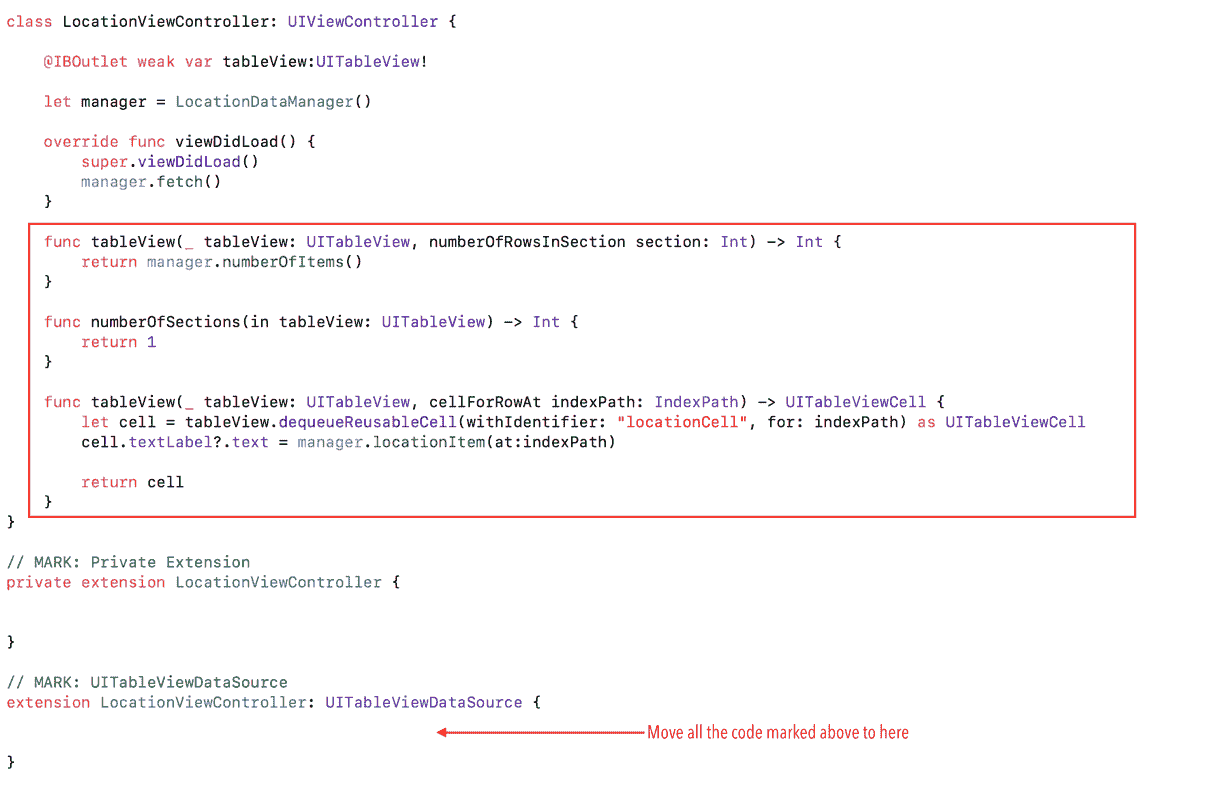 class LocationViewController: UIViewController {
@IBOutlet weak var tableView:UITableView!
let manager = LocationDataManager()
override func viewDidLoad() {
super.viewDidLoad()
manager.fetch()
}
func tableView(_ tableView: UITableView, numberOfRowsInSection section: Int) -> Int {
return manager.numberOfItems()
}
func numberOfSections(in tableView: UITableView) -> Int {
return 1
}
func tableView(_ tableView: UITableView, cellForRowAt indexPath: IndexPath) -> UITableViewCell {
let cell = tableView.dequeueReusableCell(withIdentifier: "locationCell", for: indexPath) as UITableViewCell
cell.textLabel?.text = manager.locationItem(at:indexPath)
return cell
}
}
// MARK: Private Extension
private extension LocationViewController {
}
// MARK: UITableViewDataSource
extension LocationViewController: UITableViewDataSource {
Move all the code marked above to here
}